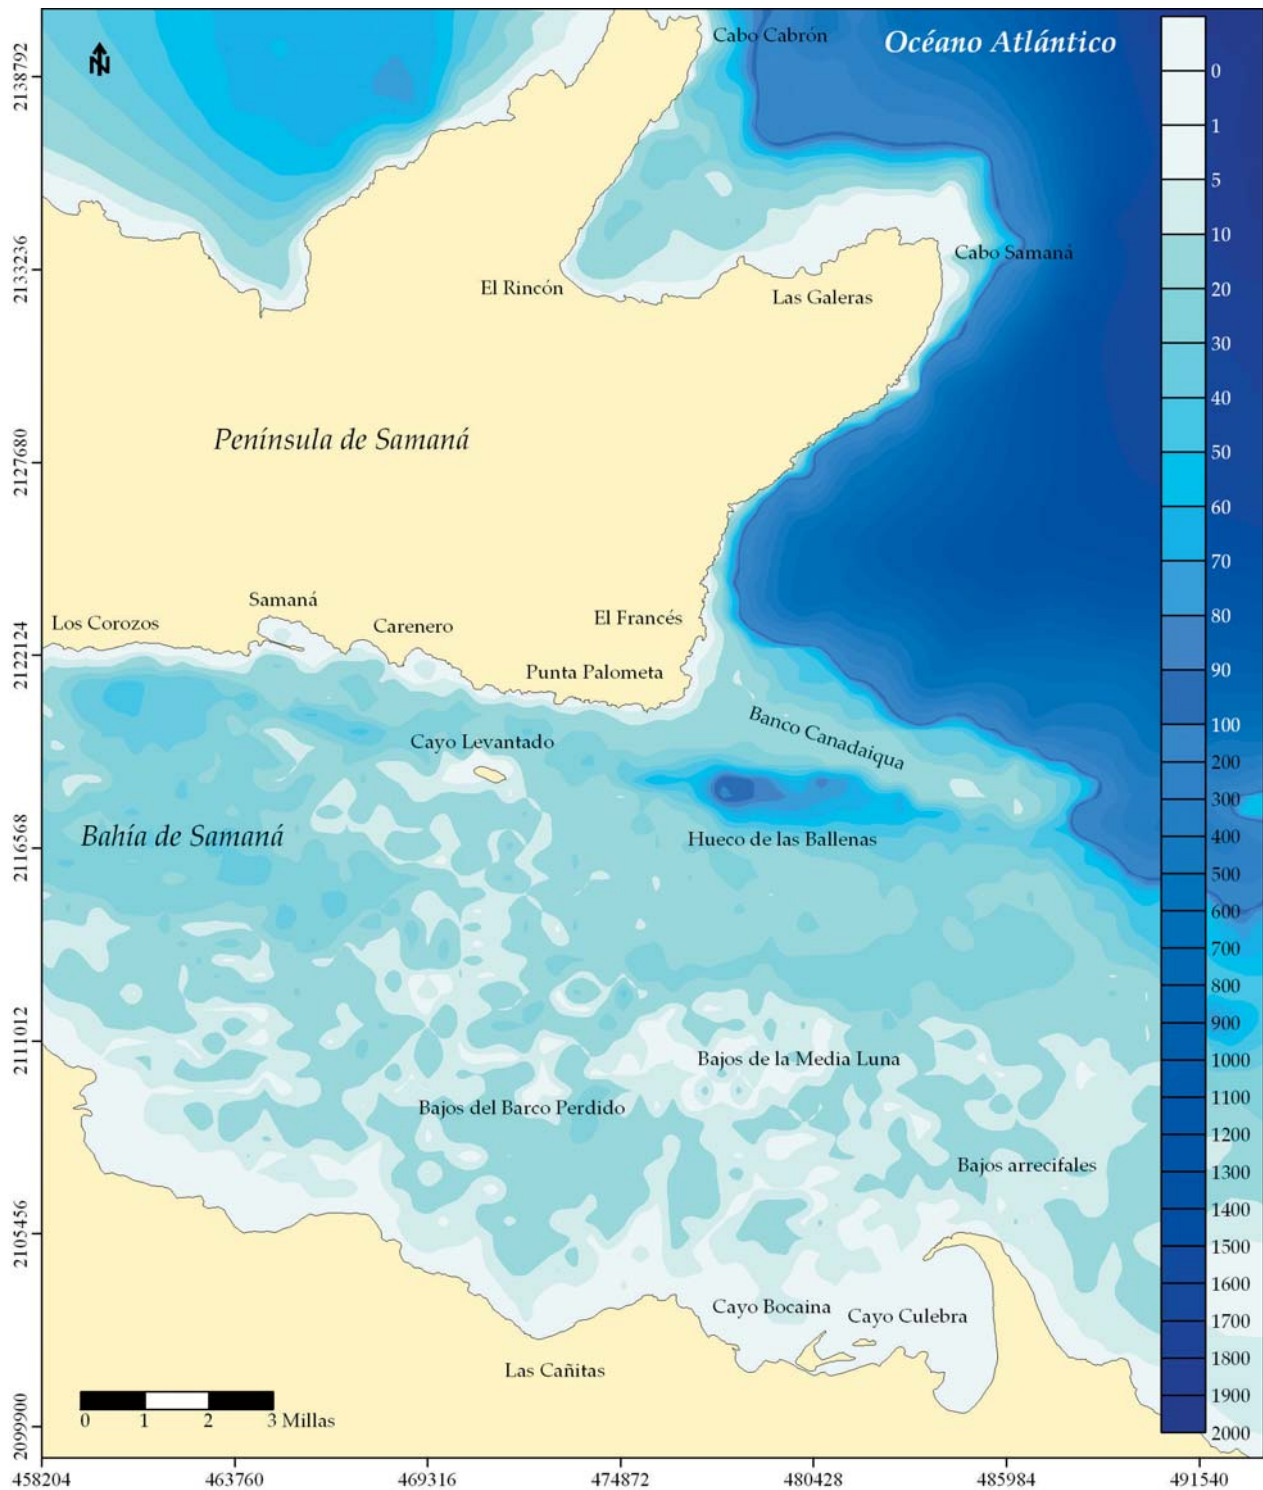 N
Cabo Cabrón
Océano Atlántico
Cabo Samaná
El Rincón
Las Galeras
Península de Samaná
Samaná
Los Corozos
Carenero
El Francés
Punta Palometa
Banco Canadaiqua
Cayo Levantado
Bahía de Samaná
Hueco de las Ballenas
Bajos de la Media Luna
Bajos del Barco Perdido
Bajos arrecifales
Cayo Bocaina
Cayo Culebra
Las Cañitas
0 1 2 3 Millas
2138792
2133236
2127680
2122124
2116568
2111012
2105456
2099900
458204 463760 469316 474872 480428 485984 491540
0
1
5
10
20
30
40
50
60
70
80
90
100
200
300
400
500
600
700
800
900
1000
1100
1200
1300
1400
1500
1600
1700
1800
1900
2000